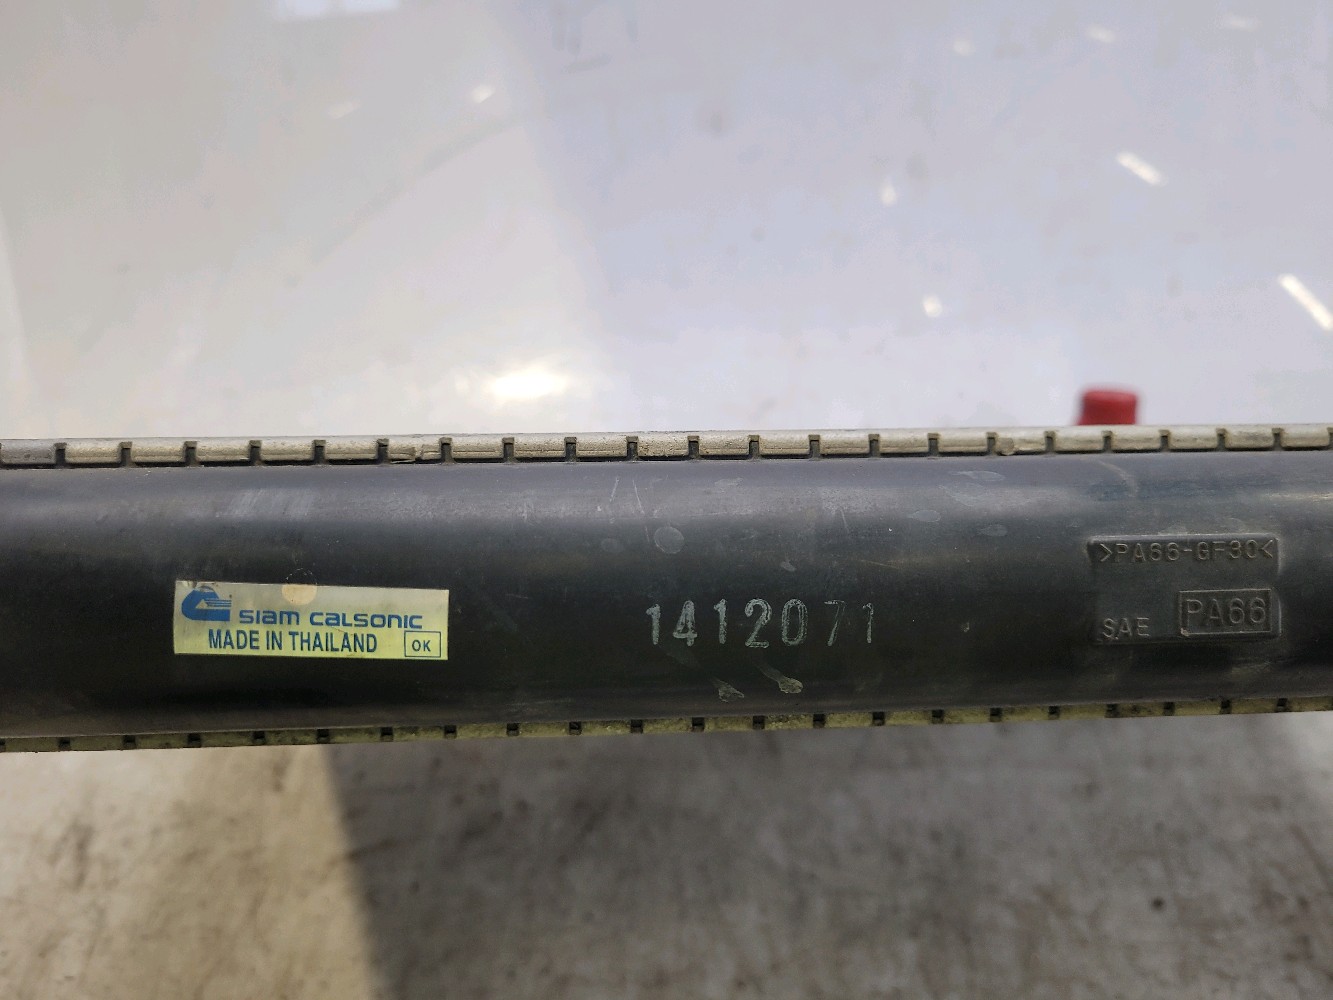 SIAM CALSONIC
MADE IN THAILAND OK
1412071
>PA66-GF30<
SAE PA66